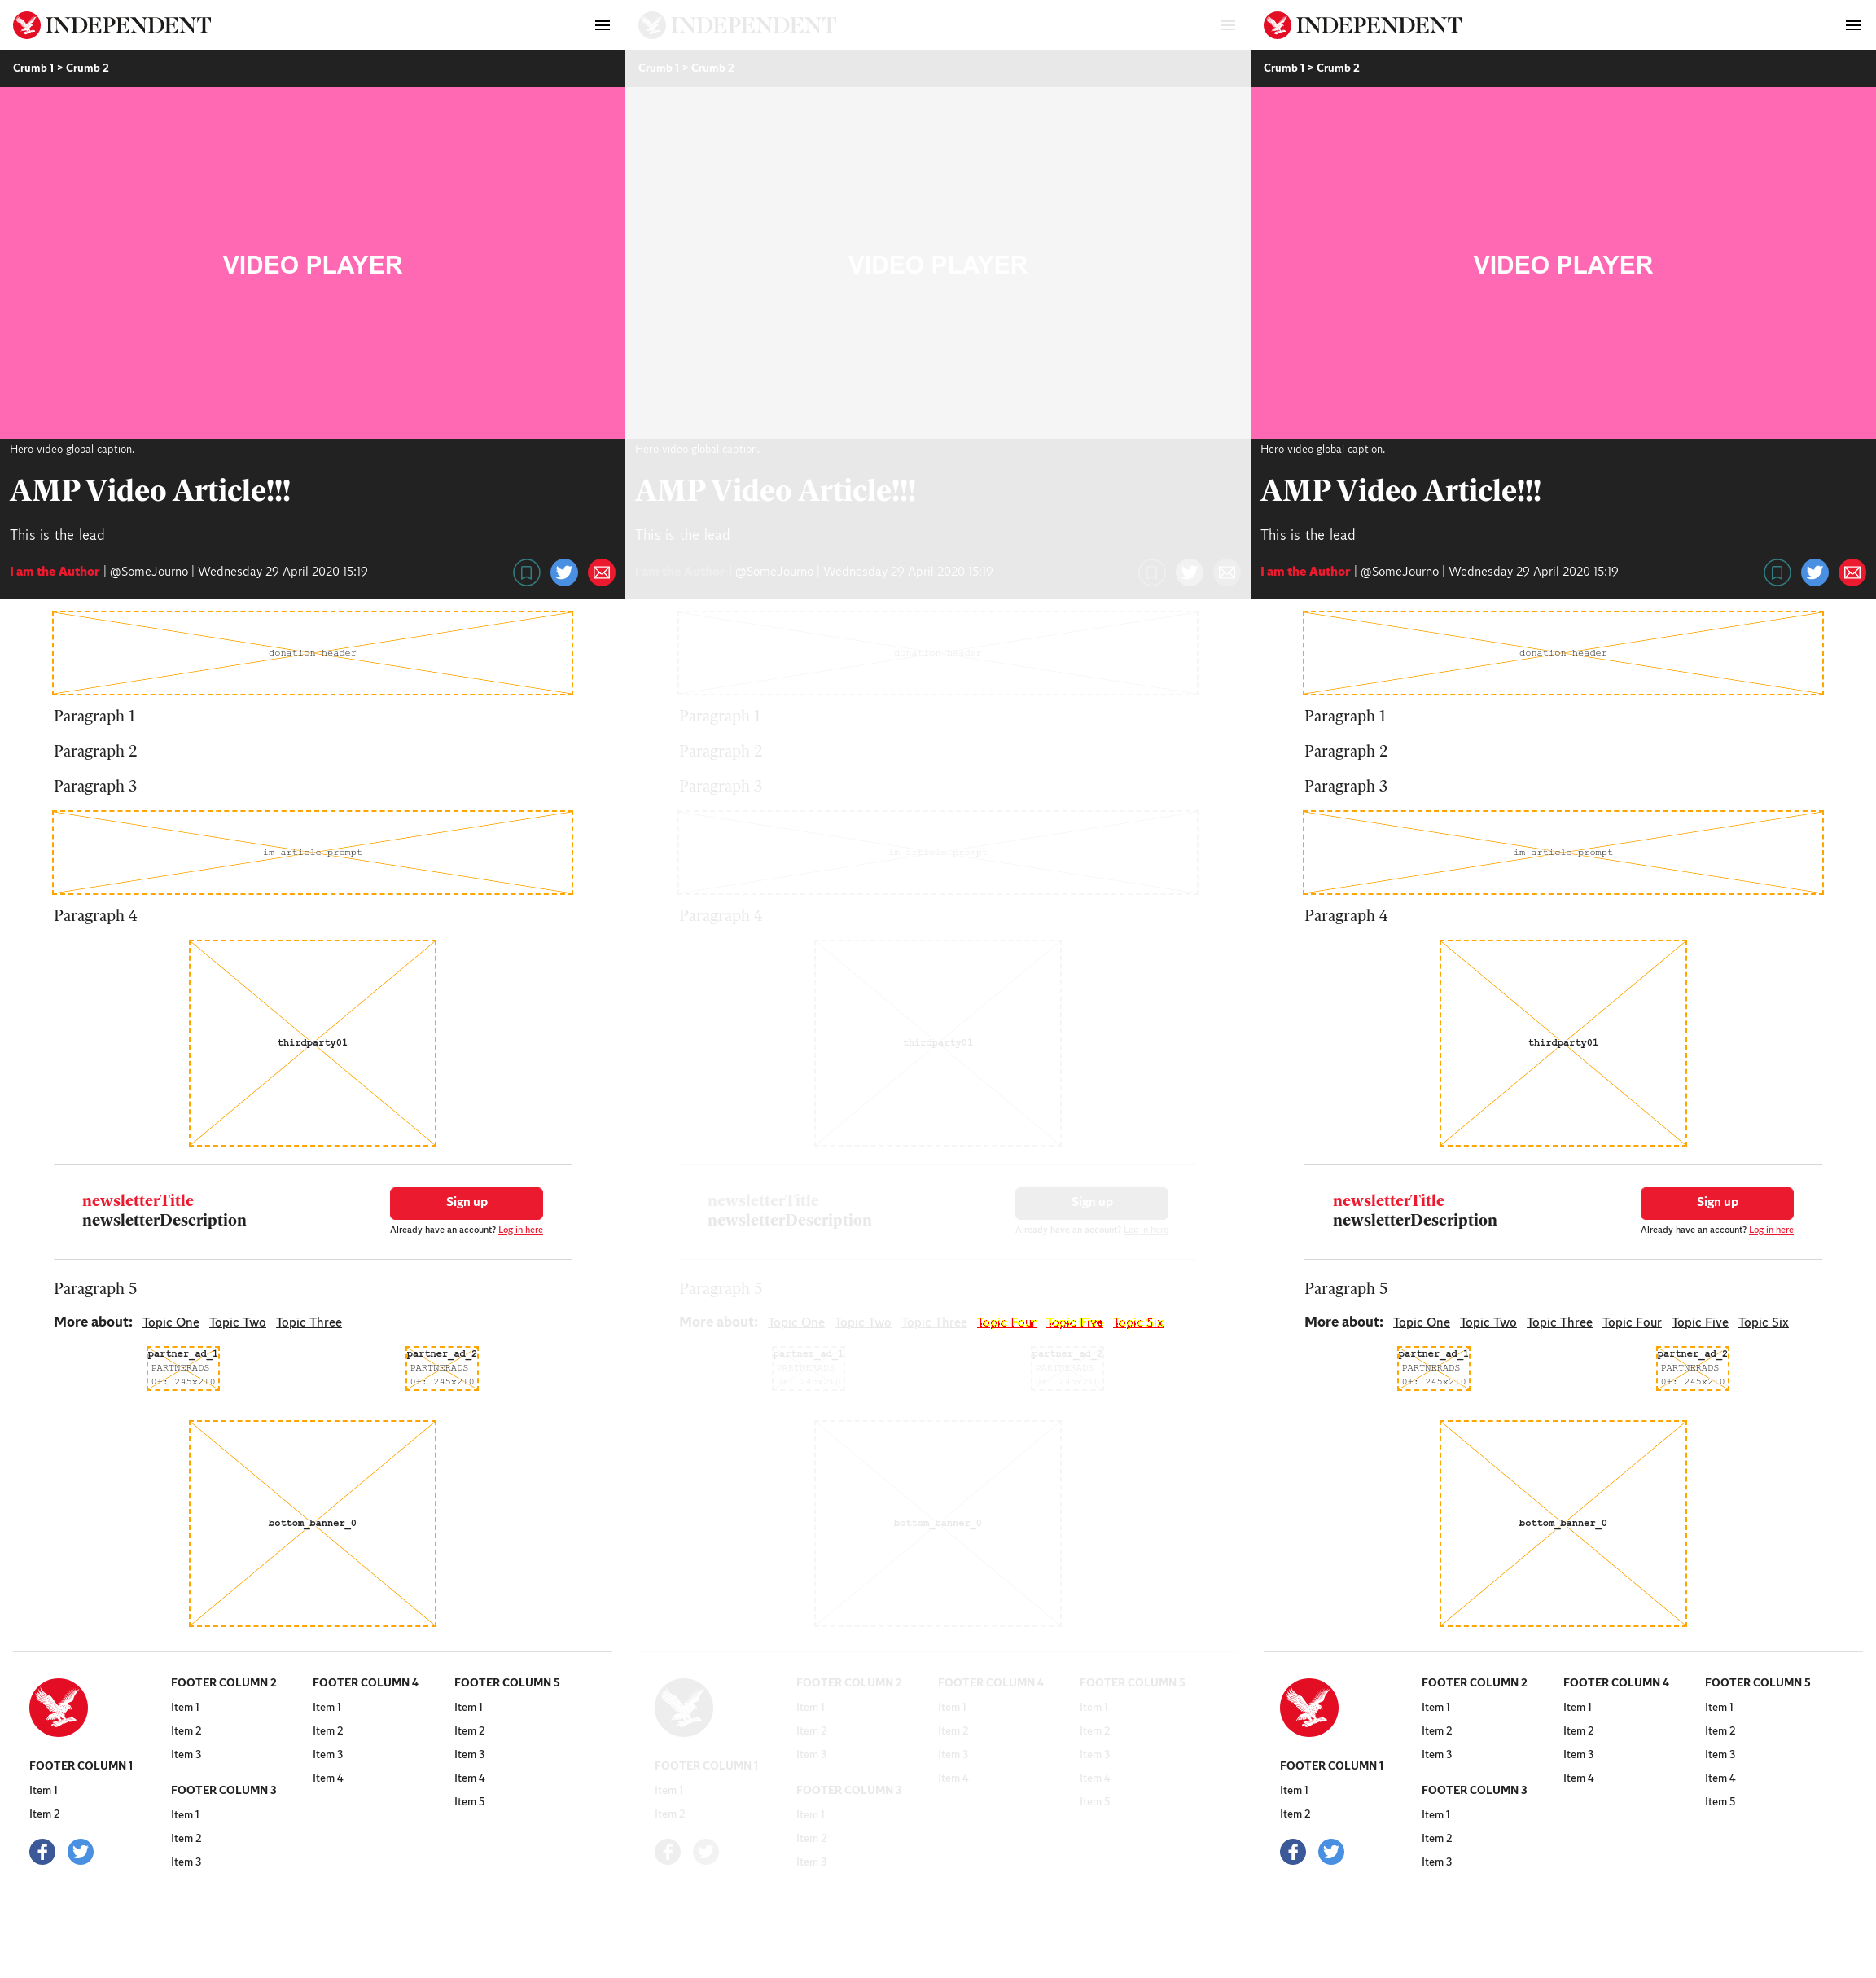 INDEPENDENT
Crumb 1 > Crumb 2
VIDEO PLAYER
Hero video global caption.
AMP Video Article!!!
This is the lead
I am the Author | @SomeJourno | Wednesday 29 April 2020 15:19
donation header
Paragraph 1
Paragraph 2
Paragraph 3
im article prompt
Paragraph 4
thirdparty01
newsletterTitle
newsletterDescription
Sign up
Already have an account? Log in here
Paragraph 5
More about: Topic One Topic Two Topic Three
partner_ad_1
PARTNERADS
0+: 245x210
partner_ad_2
PARTNERADS
0+: 245x210
bottom_banner_0
FOOTER COLUMN 1
Item 1
Item 2
FOOTER COLUMN 2
Item 1
Item 2
Item 3
FOOTER COLUMN 3
Item 1
Item 2
Item 3
FOOTER COLUMN 4
Item 1
Item 2
Item 3
Item 4
FOOTER COLUMN 5
Item 1
Item 2
Item 3
Item 4
Item 5
INDEPENDENT
Crumb 1 > Crumb 2
VIDEO PLAYER
Hero video global caption.
AMP Video Article!!!
This is the lead
I am the Author | @SomeJourno | Wednesday 29 April 2020 15:19
donation header
Paragraph 1
Paragraph 2
Paragraph 3
im article prompt
Paragraph 4
thirdparty01
newsletterTitle
newsletterDescription
Sign up
Already have an account? Log in here
Paragraph 5
More about: Topic One Topic Two Topic Three Topic Four Topic Five Topic Six
partner_ad_1
PARTNERADS
0+: 245x210
partner_ad_2
PARTNERADS
0+: 245x210
bottom_banner_0
FOOTER COLUMN 1
Item 1
Item 2
FOOTER COLUMN 2
Item 1
Item 2
Item 3
FOOTER COLUMN 3
Item 1
Item 2
Item 3
FOOTER COLUMN 4
Item 1
Item 2
Item 3
Item 4
FOOTER COLUMN 5
Item 1
Item 2
Item 3
Item 4
Item 5
INDEPENDENT
Crumb 1 > Crumb 2
VIDEO PLAYER
Hero video global caption.
AMP Video Article!!!
This is the lead
I am the Author | @SomeJourno | Wednesday 29 April 2020 15:19
donation header
Paragraph 1
Paragraph 2
Paragraph 3
im article prompt
Paragraph 4
thirdparty01
newsletterTitle
newsletterDescription
Sign up
Already have an account? Log in here
Paragraph 5
More about: Topic One Topic Two Topic Three Topic Four Topic Five Topic Six
partner_ad_1
PARTNERADS
0+: 245x210
partner_ad_2
PARTNERADS
0+: 245x210
bottom_banner_0
FOOTER COLUMN 1
Item 1
Item 2
FOOTER COLUMN 2
Item 1
Item 2
Item 3
FOOTER COLUMN 3
Item 1
Item 2
Item 3
FOOTER COLUMN 4
Item 1
Item 2
Item 3
Item 4
FOOTER COLUMN 5
Item 1
Item 2
Item 3
Item 4
Item 5